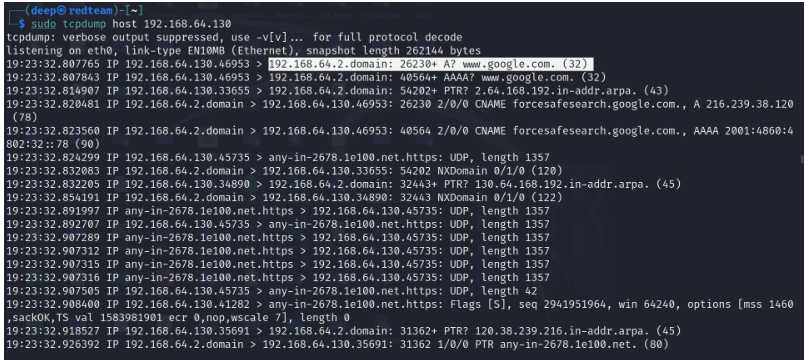 (deep㉿redteam)-[~]
$ sudo tcpdump host 192.168.64.130
tcpdump: verbose output suppressed, use -v[v]... for full protocol decode
listening on eth0, link-type EN10MB (Ethernet), snapshot length 262144 bytes
19:23:32.807765 IP 192.168.64.130.46953 > 192.168.64.2.domain: 26230+ A? www.google.com. (32)
19:23:32.807843 IP 192.168.64.130.46953 > 192.168.64.2.domain: 40564+ AAAA? www.google.com. (32)
19:23:32.814907 IP 192.168.64.130.33655 > 192.168.64.2.domain: 54202+ PTR? 2.64.168.192.in-addr.arpa. (43)
19:23:32.820481 IP 192.168.64.2.domain > 192.168.64.130.46953: 26230 2/0/0 CNAME forcesafesearch.google.com., A 216.239.38.120
(78)
19:23:32.823560 IP 192.168.64.2.domain > 192.168.64.130.46953: 40564 2/0/0 CNAME forcesafesearch.google.com., AAAA 2001:4860:4
802:32::78 (90)
19:23:32.824299 IP 192.168.64.130.45735 > any-in-2678.1e100.net.https: UDP, length 1357
19:23:32.832083 IP 192.168.64.2.domain > 192.168.64.130.33655: 54202 NXDomain 0/1/0 (120)
19:23:32.832205 IP 192.168.64.130.34890 > 192.168.64.2.domain: 32443+ PTR? 130.64.168.192.in-addr.arpa. (45)
19:23:32.854191 IP 192.168.64.2.domain > 192.168.64.130.34890: 32443 NXDomain 0/1/0 (122)
19:23:32.891997 IP any-in-2678.1e100.net.https > 192.168.64.130.45735: UDP, length 1357
19:23:32.892707 IP 192.168.64.130.45735 > any-in-2678.1e100.net.https: UDP, length 1357
19:23:32.907289 IP any-in-2678.1e100.net.https > 192.168.64.130.45735: UDP, length 1357
19:23:32.907312 IP any-in-2678.1e100.net.https > 192.168.64.130.45735: UDP, length 1357
19:23:32.907315 IP any-in-2678.1e100.net.https > 192.168.64.130.45735: UDP, length 1357
19:23:32.907316 IP any-in-2678.1e100.net.https > 192.168.64.130.45735: UDP, length 1357
19:23:32.907505 IP 192.168.64.130.45735 > any-in-2678.1e100.net.https: UDP, length 42
19:23:32.908400 IP 192.168.64.130.41282 > any-in-2678.1e100.net.https: Flags [S], seq 2941951964, win 64240, options [mss 1460
,sackOK,TS val 1583981901 ecr 0,nop,wscale 7], length 0
19:23:32.918527 IP 192.168.64.130.35691 > 192.168.64.2.domain: 31362+ PTR? 120.38.239.216.in-addr.arpa. (45)
19:23:32.926392 IP 192.168.64.2.domain > 192.168.64.130.35691: 31362 1/0/0 PTR any-in-2678.1e100.net. (80)